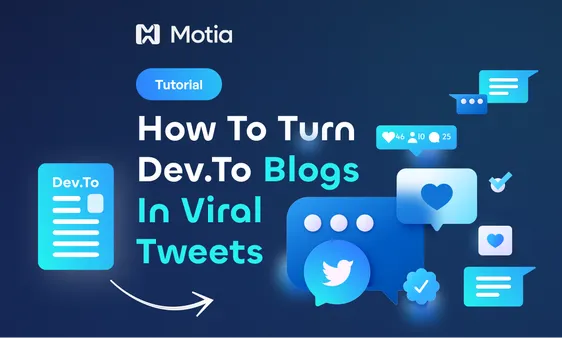 Motia
Tutorial
How To Turn
Dev.To Blogs
In Viral
Tweets
Dev.To
46 10 25